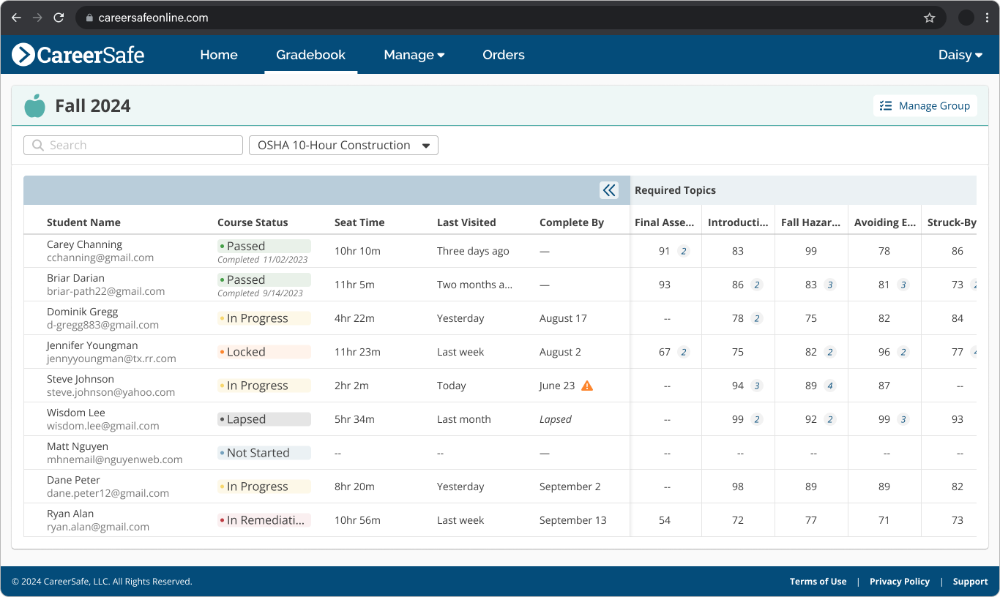 careersafeonline.com
CareerSafe Home Gradebook Manage Orders Daisy
Fall 2024 Manage Group
Search OSHA 10-Hour Construction
Required Topics
Student Name Course Status Seat Time Last Visited Complete By Final Asse... Introducti... Fall Hazar... Avoiding E... Struck-By
Carey Channing
cchanning@gmail.com
Passed
Completed 11/02/2023
10hr 10m Three days ago — 91 2 83 99 78 86
Briar Darian
briar-path22@gmail.com
Passed
Completed 9/14/2023
11hr 5m Two months a... — 93 86 2 83 3 81 3 73
Dominik Gregg
d-gregg883@gmail.com
In Progress 4hr 22m Yesterday August 17 -- 78 2 75 82 84
Jennifer Youngman
jennyyoungman@tx.rr.com
Locked 11hr 23m Last week August 2 67 2 75 82 2 96 2 77
Steve Johnson
steve.johnson@yahoo.com
In Progress 2hr 2m Today June 23 -- 94 3 89 4 87 --
Wisdom Lee
wisdom.lee@gmail.com
Lapsed 5hr 34m Last month Lapsed -- 99 2 92 2 99 3 93
Matt Nguyen
mhnemail@nguyenweb.com
Not Started -- -- — -- -- -- -- --
Dane Peter
dane.peter12@gmail.com
In Progress 8hr 20m Yesterday September 2 -- 98 89 89 82
Ryan Alan
ryan.alan@gmail.com
In Remediati... 10hr 56m Last week September 13 54 72 77 71 73
© 2024 CareerSafe, LLC. All Rights Reserved. Terms of Use | Privacy Policy | Support